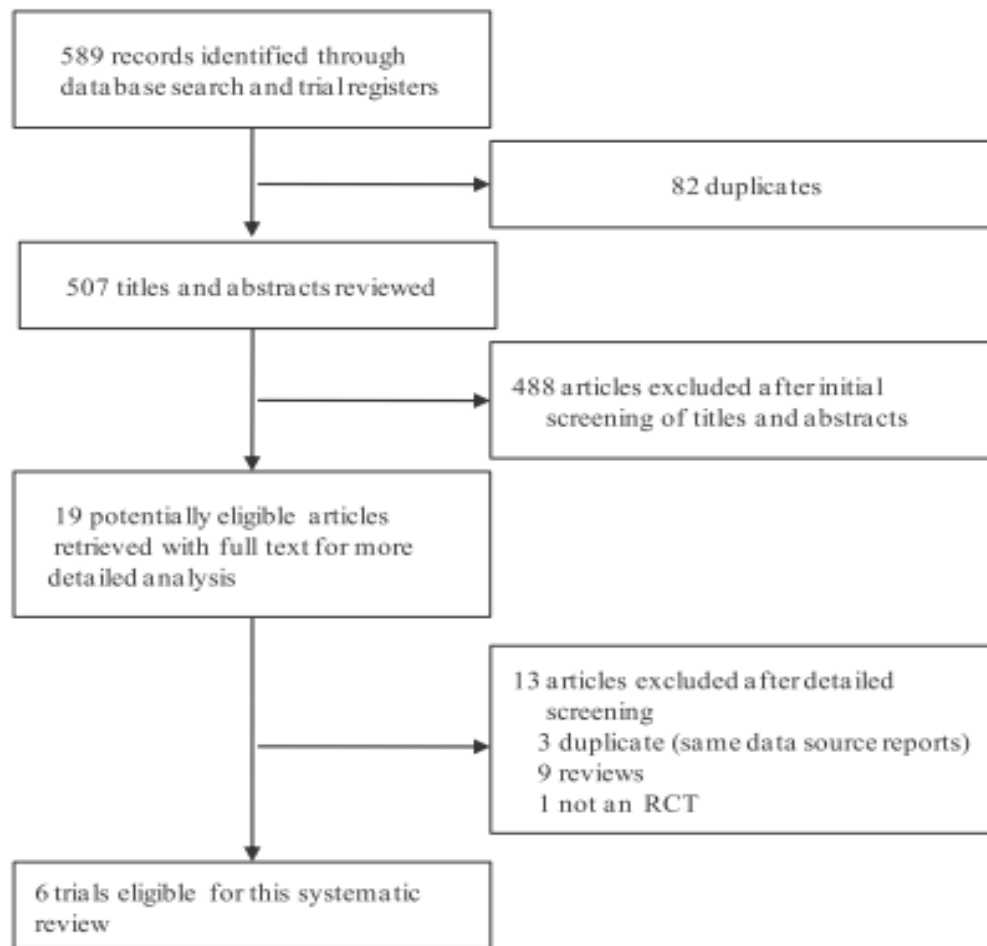 589 records identified through
database search and trial registers
82 duplicates
507 titles and abstracts reviewed
488 articles excluded after initial
screening of titles and abstracts
19 potentially eligible articles
retrieved with full text for more
detailed analysis
13 articles excluded after detailed
screening
3 duplicate (same data source reports)
9 reviews
1 not an RCT
6 trials eligible for this systematic
review